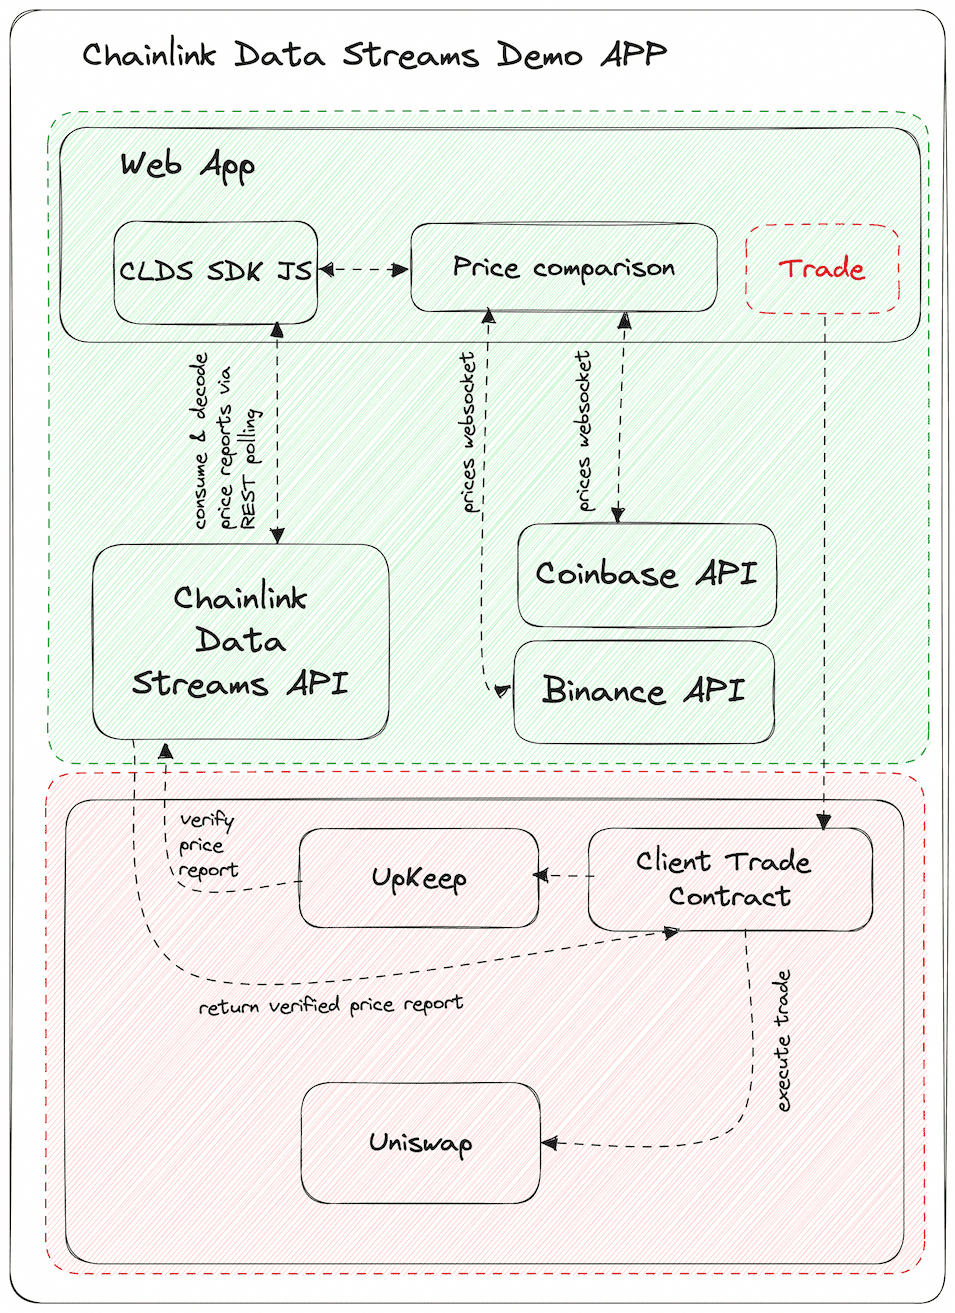 Chainlink Data Streams Demo APP
Web App
CLDS SDK JS
Price comparison
Trade
consume & decode
price reports via
REST polling
prices websocket
prices websocket
Coinbase API
Chainlink
Data
Streams API
Binance API
verify
price
report
UpKeep
Client Trade
Contract
return verified price report
execute trade
Uniswap